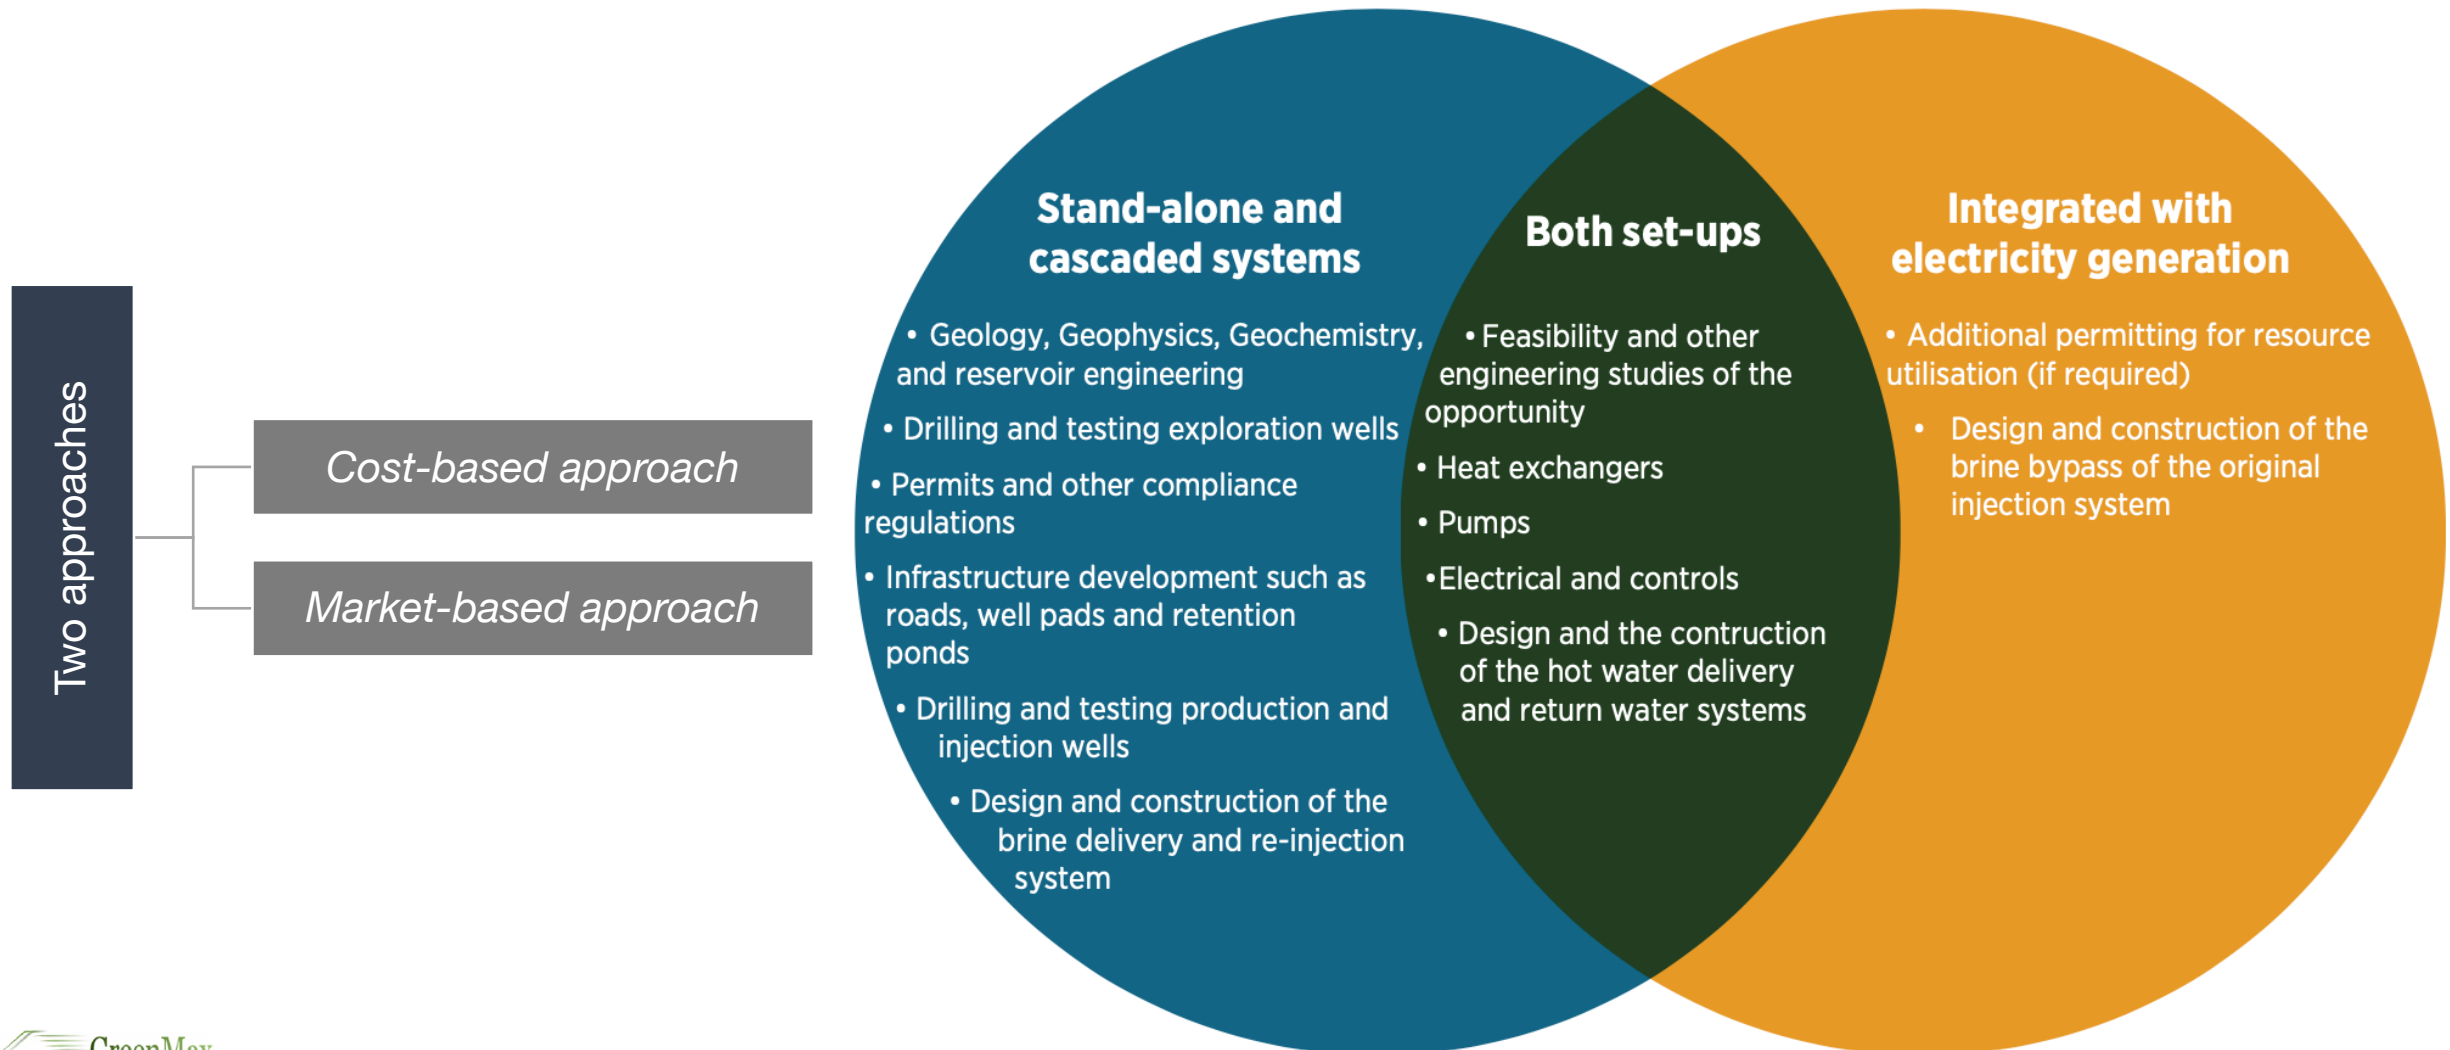 Two approaches
Cost-based approach
Market-based approach
Stand-alone and
cascaded systems
• Geology, Geophysics, Geochemistry,
and reservoir engineering
• Drilling and testing exploration wells
• Permits and other compliance
regulations
• Infrastructure development such as
roads, well pads and retention
ponds
• Drilling and testing production and
injection wells
• Design and construction of the
brine delivery and re-injection
system
Both set-ups
• Feasibility and other
engineering studies of the
opportunity
• Heat exchangers
• Pumps
•Electrical and controls
• Design and the contruction
of the hot water delivery
and return water systems
Integrated with
electricity generation
• Additional permitting for resource
utilisation (if required)
• Design and construction of the
brine bypass of the original
injection system
GreenMax